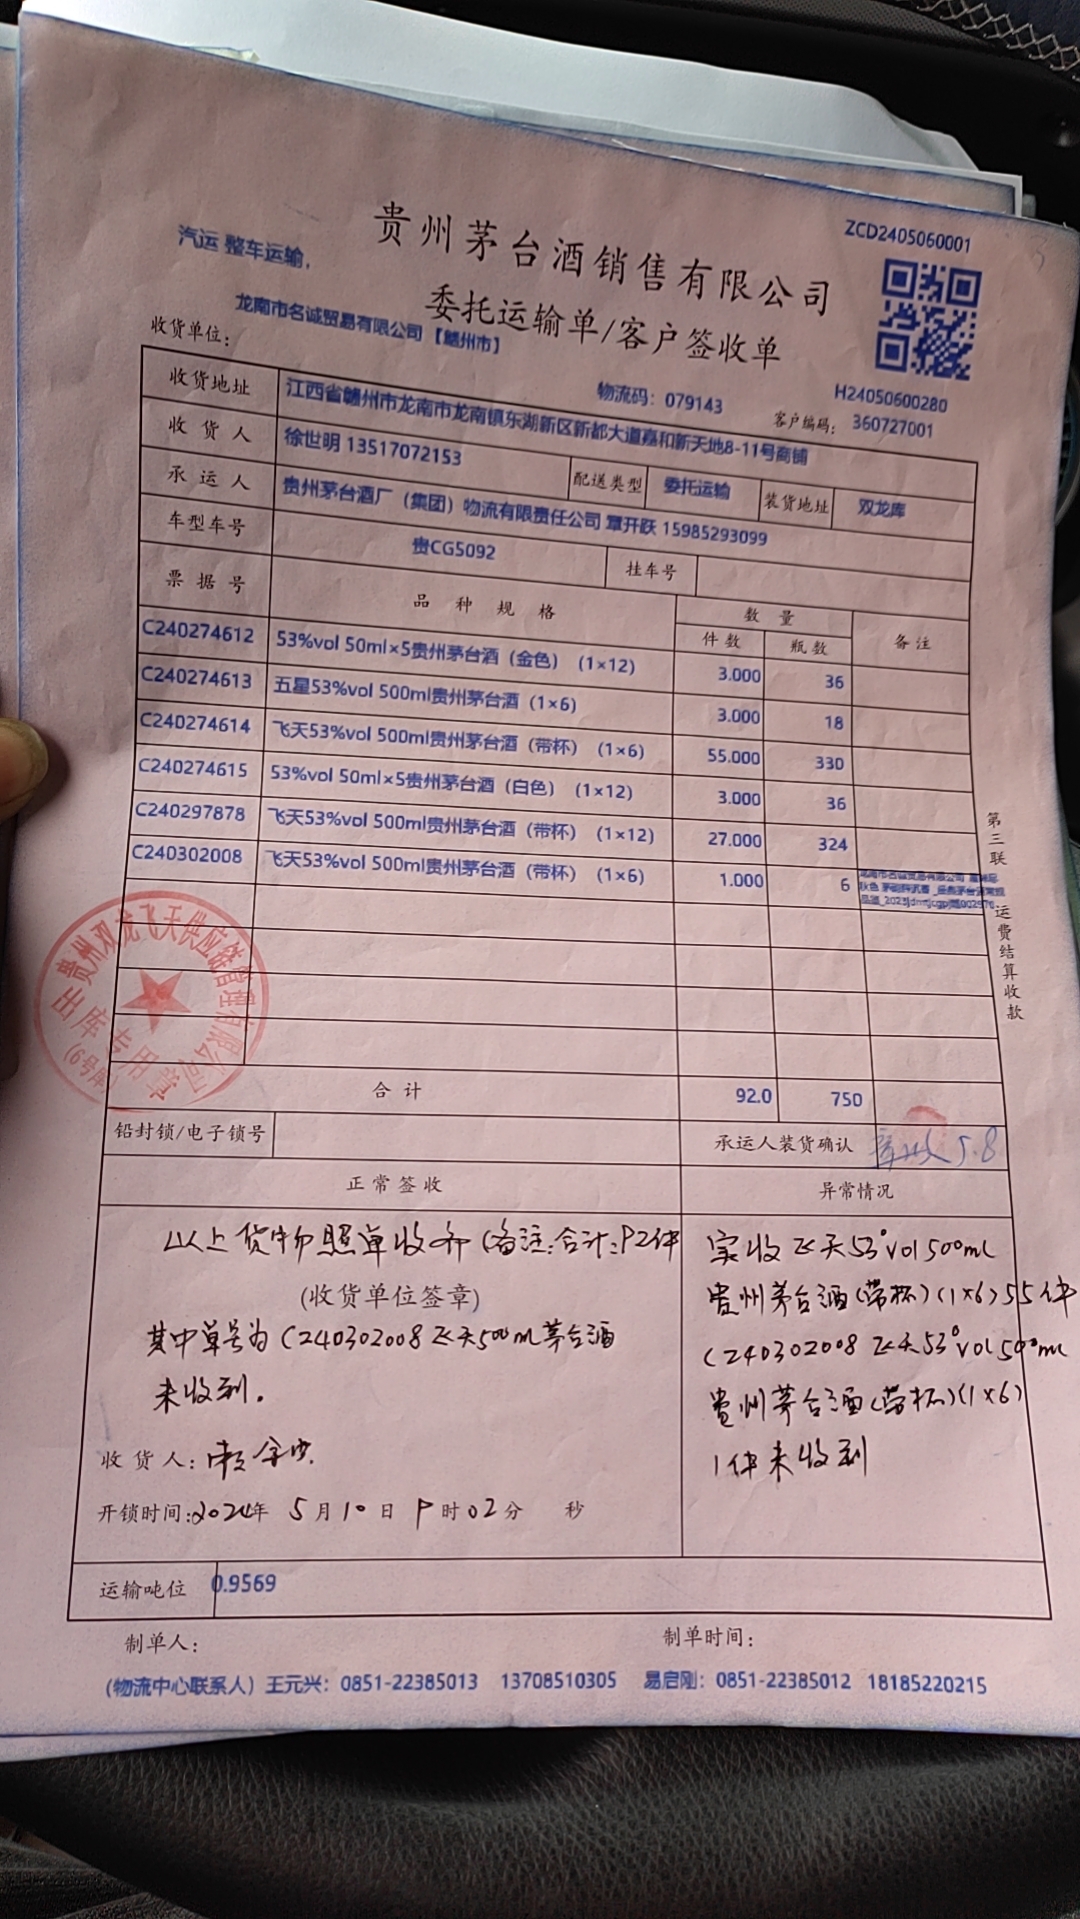 ZCD2405060001
汽运 整车运输,
贵州茅台酒销售有限公司
委托运输单/客户签收单
收货单位: 龙南市名诚贸易有限公司【赣州市】
物流码: 079143
H24050600280
客户编码: 360727001
收货地址 江西省赣州市龙南市龙南镇东湖新区新都大道嘉和新天地8-11号商铺
收货人 徐世明 13517072153 配送类型 委托运输 装货地址 双龙库
承运人 贵州茅台酒厂（集团）物流有限责任公司 覃开跃 15985293099
车型车号 贵CG5092 挂车号
票据号 品种规格 数量 备注
件数 瓶数
C240274612 53%vol 50ml×5贵州茅台酒（金色）（1×12） 3.000 36
C240274613 五星53%vol 500ml贵州茅台酒（1×6） 3.000 18
C240274614 飞天53%vol 500ml贵州茅台酒（带杯）（1×6） 55.000 330
C240274615 53%vol 50ml×5贵州茅台酒（白色）（1×12） 3.000 36
C240297878 飞天53%vol 500ml贵州茅台酒（带杯）（1×12） 27.000 324
C240302008 飞天53%vol 500ml贵州茅台酒（带杯）（1×6） 1.000 6
龙南市名诚贸易有限公司
第三联 运费结算收款
贵州双龙飞天供应链管理有限公司
出库专用章
(6号库)
合计 92.0 750
铅封锁/电子锁号 承运人装货确认 5.8
正常签收 异常情况
以上货物照单收齐(备注:合计:92件
(收货单位签章)
其中单号为C240302008飞天500ml茅台酒
未收到。
收货人:
开锁时间:2024年 5月10日 9时02分 秒
实收飞天53°vol500mL
贵州茅台酒(带杯)(1×6)55件
C240302008 飞天53°vol500mL
贵州茅台酒(带杯)(1×6)
1件未收到
运输吨位 0.9569
制单人: 制单时间:
(物流中心联系人) 王元兴: 0851-22385013 13708510305 易启刚: 0851-22385012 18185220215